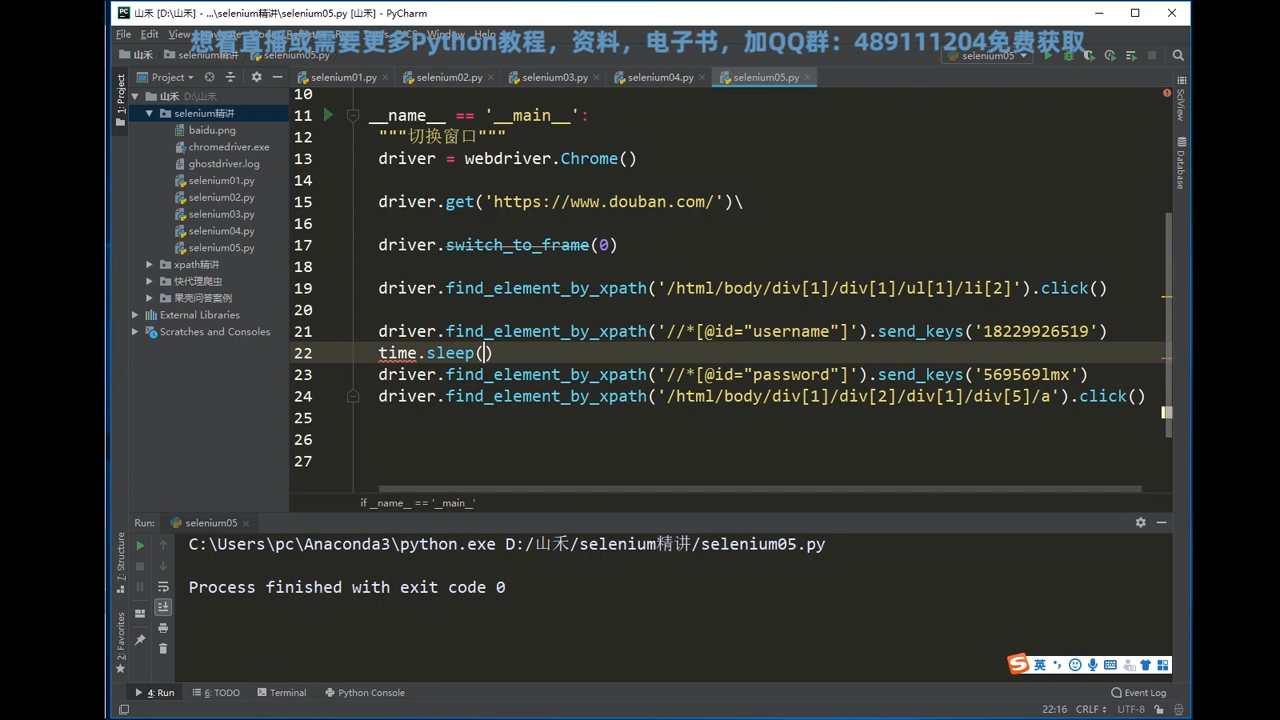 山禾 [D:\山禾] - ...\selenium精讲\selenium05.py [山禾] - PyCharm
File Edit View Window Help
想看直播或需要更多Python教程，资料，电子书，加QQ群：489111204免费获取
山禾 selenium精讲 selenium05.py selenium05
Project selenium01.py selenium02.py selenium03.py selenium04.py selenium05.py
山禾 D:\山禾
selenium精讲
baidu.png
chromedriver.exe
ghostdriver.log
selenium01.py
selenium02.py
selenium03.py
selenium04.py
selenium05.py
xpath精讲
快代理爬虫
果壳问答案例
External Libraries
Scratches and Consoles
1: Project
7: Structure
2: Favorites
SciView
Database
10
11 __name__ == '__main__':
12 """切换窗口"""
13 driver = webdriver.Chrome()
14
15 driver.get('https://www.douban.com/')\
16
17 driver.switch_to_frame(0)
18
19 driver.find_element_by_xpath('/html/body/div[1]/div[1]/ul[1]/li[2]').click()
20
21 driver.find_element_by_xpath('//*[@id="username"]').send_keys('18229926519')
22 time.sleep()
23 driver.find_element_by_xpath('//*[@id="password"]').send_keys('569569lmx')
24 driver.find_element_by_xpath('/html/body/div[1]/div[2]/div[1]/div[5]/a').click()
25
26
27
if __name__ == '__main__'
Run: selenium05
C:\Users\pc\Anaconda3\python.exe D:/山禾/selenium精讲/selenium05.py
Process finished with exit code 0
英
4: Run 6: TODO Terminal Python Console Event Log
22:16 CRLF UTF-8